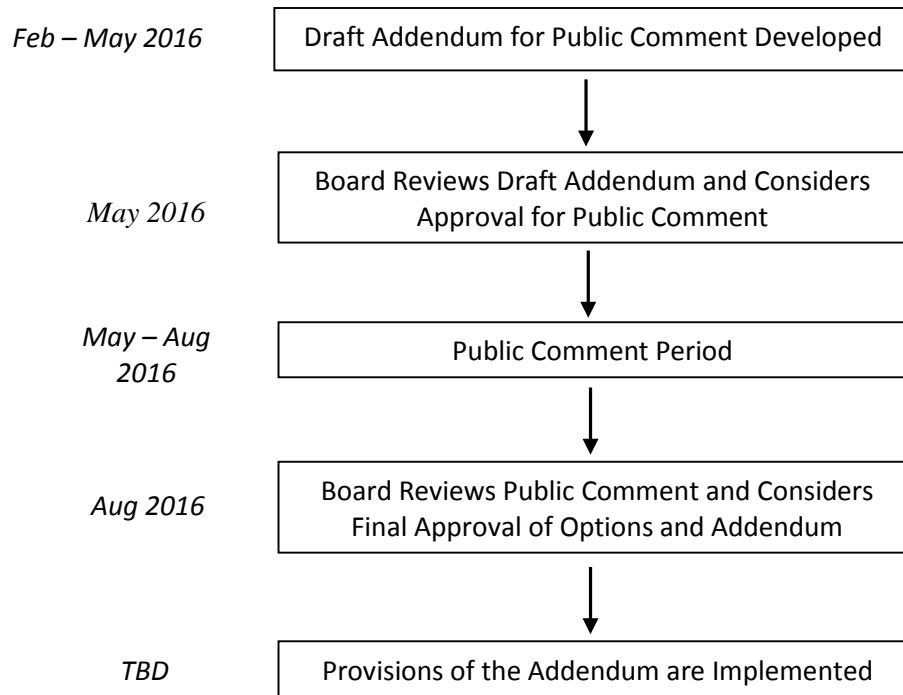 Feb – May 2016
Draft Addendum for Public Comment Developed
May 2016
Board Reviews Draft Addendum and Considers
Approval for Public Comment
May – Aug
2016
Public Comment Period
Aug 2016
Board Reviews Public Comment and Considers
Final Approval of Options and Addendum
TBD
Provisions of the Addendum are Implemented